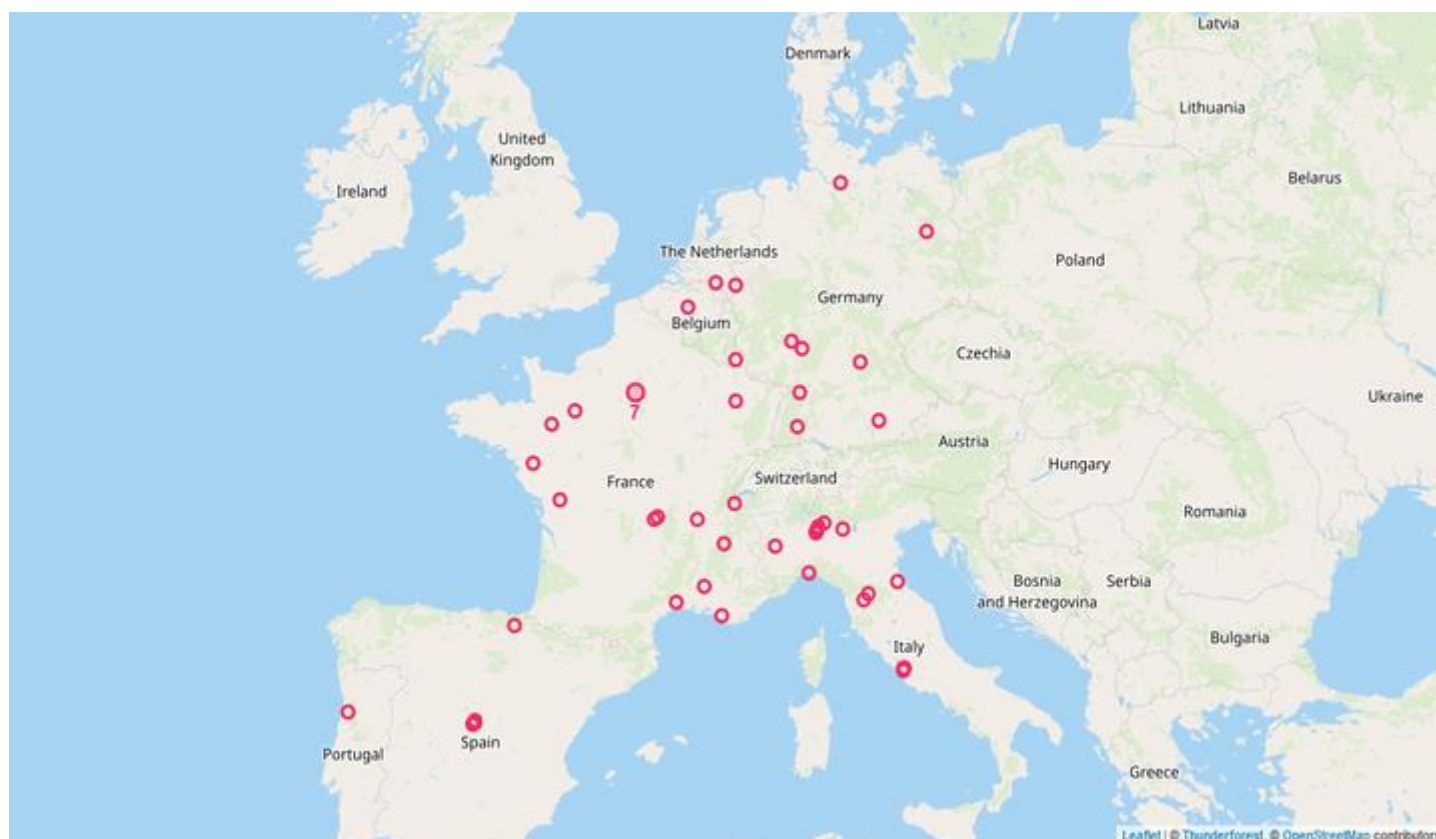 Latvia
Denmark
Lithuania
United
Kingdom
Belarus
Ireland
The Netherlands
Poland
Germany
Belgium
Czechia
Ukraine
7
Austria
Hungary
France
Switzerland
Romania
Bosnia
and Herzegovina
Serbia
Bulgaria
Italy
Spain
Portugal
Greece
Leaflet | © Thunderforest, © OpenStreetMap contributor